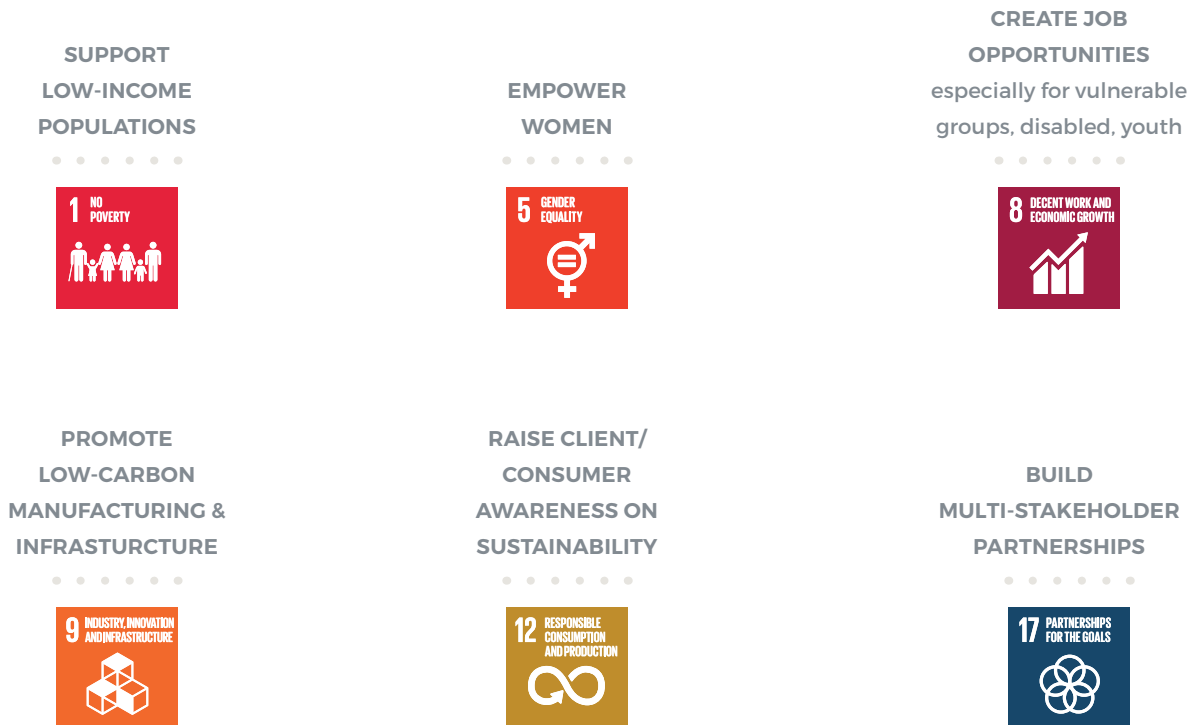 SUPPORT
LOW-INCOME
POPULATIONS
1 NO
POVERTY
EMPOWER
WOMEN
5 GENDER
EQUALITY
CREATE JOB
OPPORTUNITIES
especially for vulnerable
groups, disabled, youth
8 DECENT WORK AND
ECONOMIC GROWTH
PROMOTE
LOW-CARBON
MANUFACTURING &
INFRASTURCTURE
9 INDUSTRY, INNOVATION
AND INFRASTRUCTURE
RAISE CLIENT/
CONSUMER
AWARENESS ON
SUSTAINABILITY
12 RESPONSIBLE
CONSUMPTION
AND PRODUCTION
BUILD
MULTI-STAKEHOLDER
PARTNERSHIPS
17 PARTNERSHIPS
FOR THE GOALS